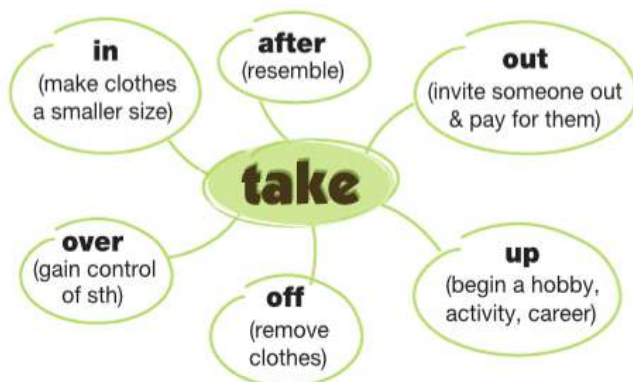 in
(make clothes
a smaller size)
after
(resemble)
out
(invite someone out
& pay for them)
take
over
(gain control
of sth)
off
(remove
clothes)
up
(begin a hobby,
activity, career)